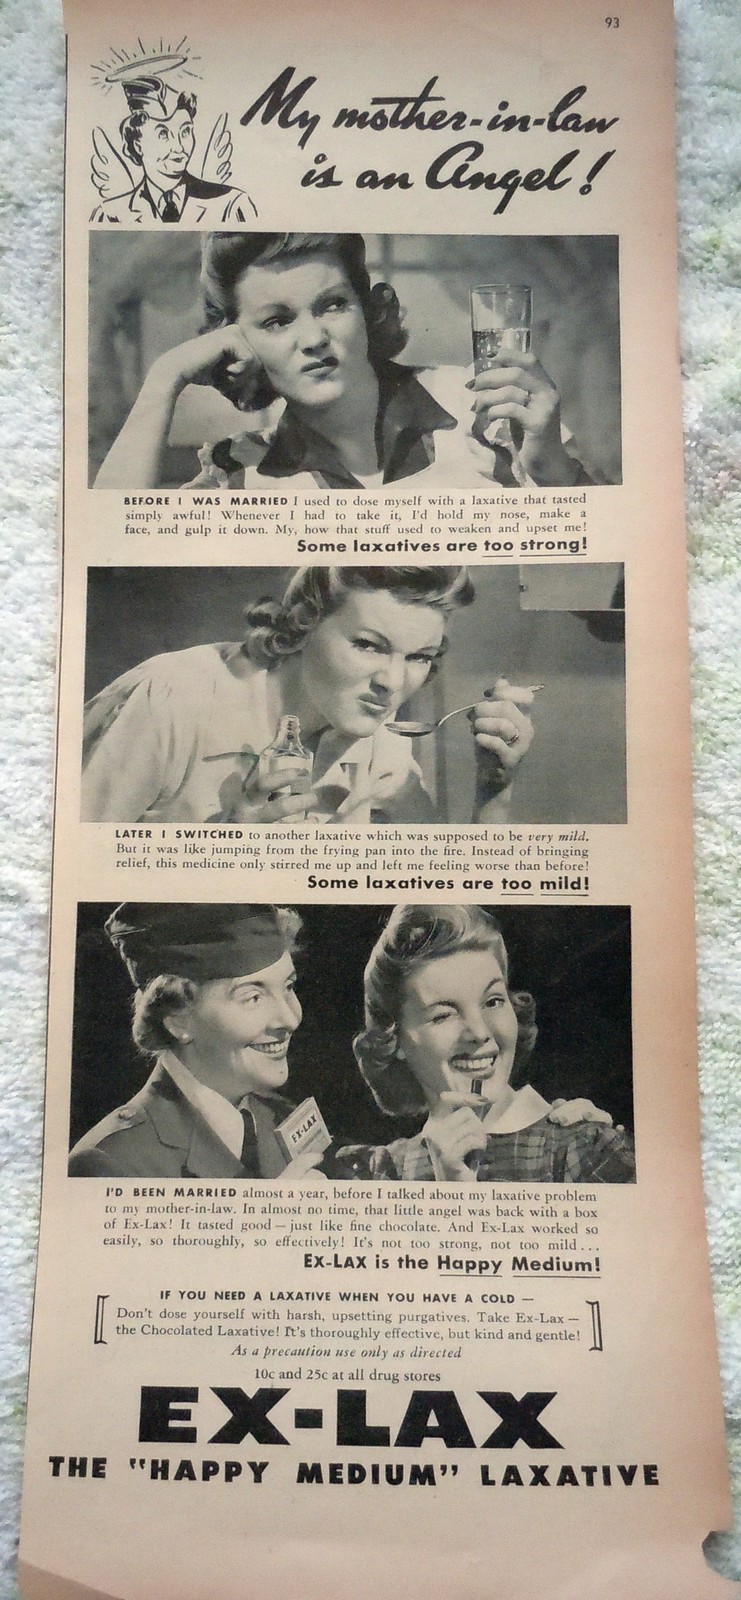 93
My mother-in-law
is an Angel!
BEFORE I WAS MARRIED I used to dose myself with a laxative that tasted
simply awful! Whenever I had to take it, I'd hold my nose, make a
face, and gulp it down. My, how that stuff used to weaken and upset me!
Some laxatives are too strong!
LATER I SWITCHED to another laxative which was supposed to be very mild.
But it was like jumping from the frying pan into the fire. Instead of bringing
relief, this medicine only stirred me up and left me feeling worse than before!
Some laxatives are too mild!
EX-LAX
I'D BEEN MARRIED almost a year, before I talked about my laxative problem
to my mother-in-law. In almost no time, that little angel was back with a box
of Ex-Lax! It tasted good — just like fine chocolate. And Ex-Lax worked so
easily, so thoroughly, so effectively! It's not too strong, not too mild . . .
EX-LAX is the Happy Medium!
IF YOU NEED A LAXATIVE WHEN YOU HAVE A COLD —
Don't dose yourself with harsh, upsetting purgatives. Take Ex-Lax —
the Chocolated Laxative! It's thoroughly effective, but kind and gentle!
As a precaution use only as directed
10c and 25c at all drug stores
EX-LAX
THE "HAPPY MEDIUM" LAXATIVE